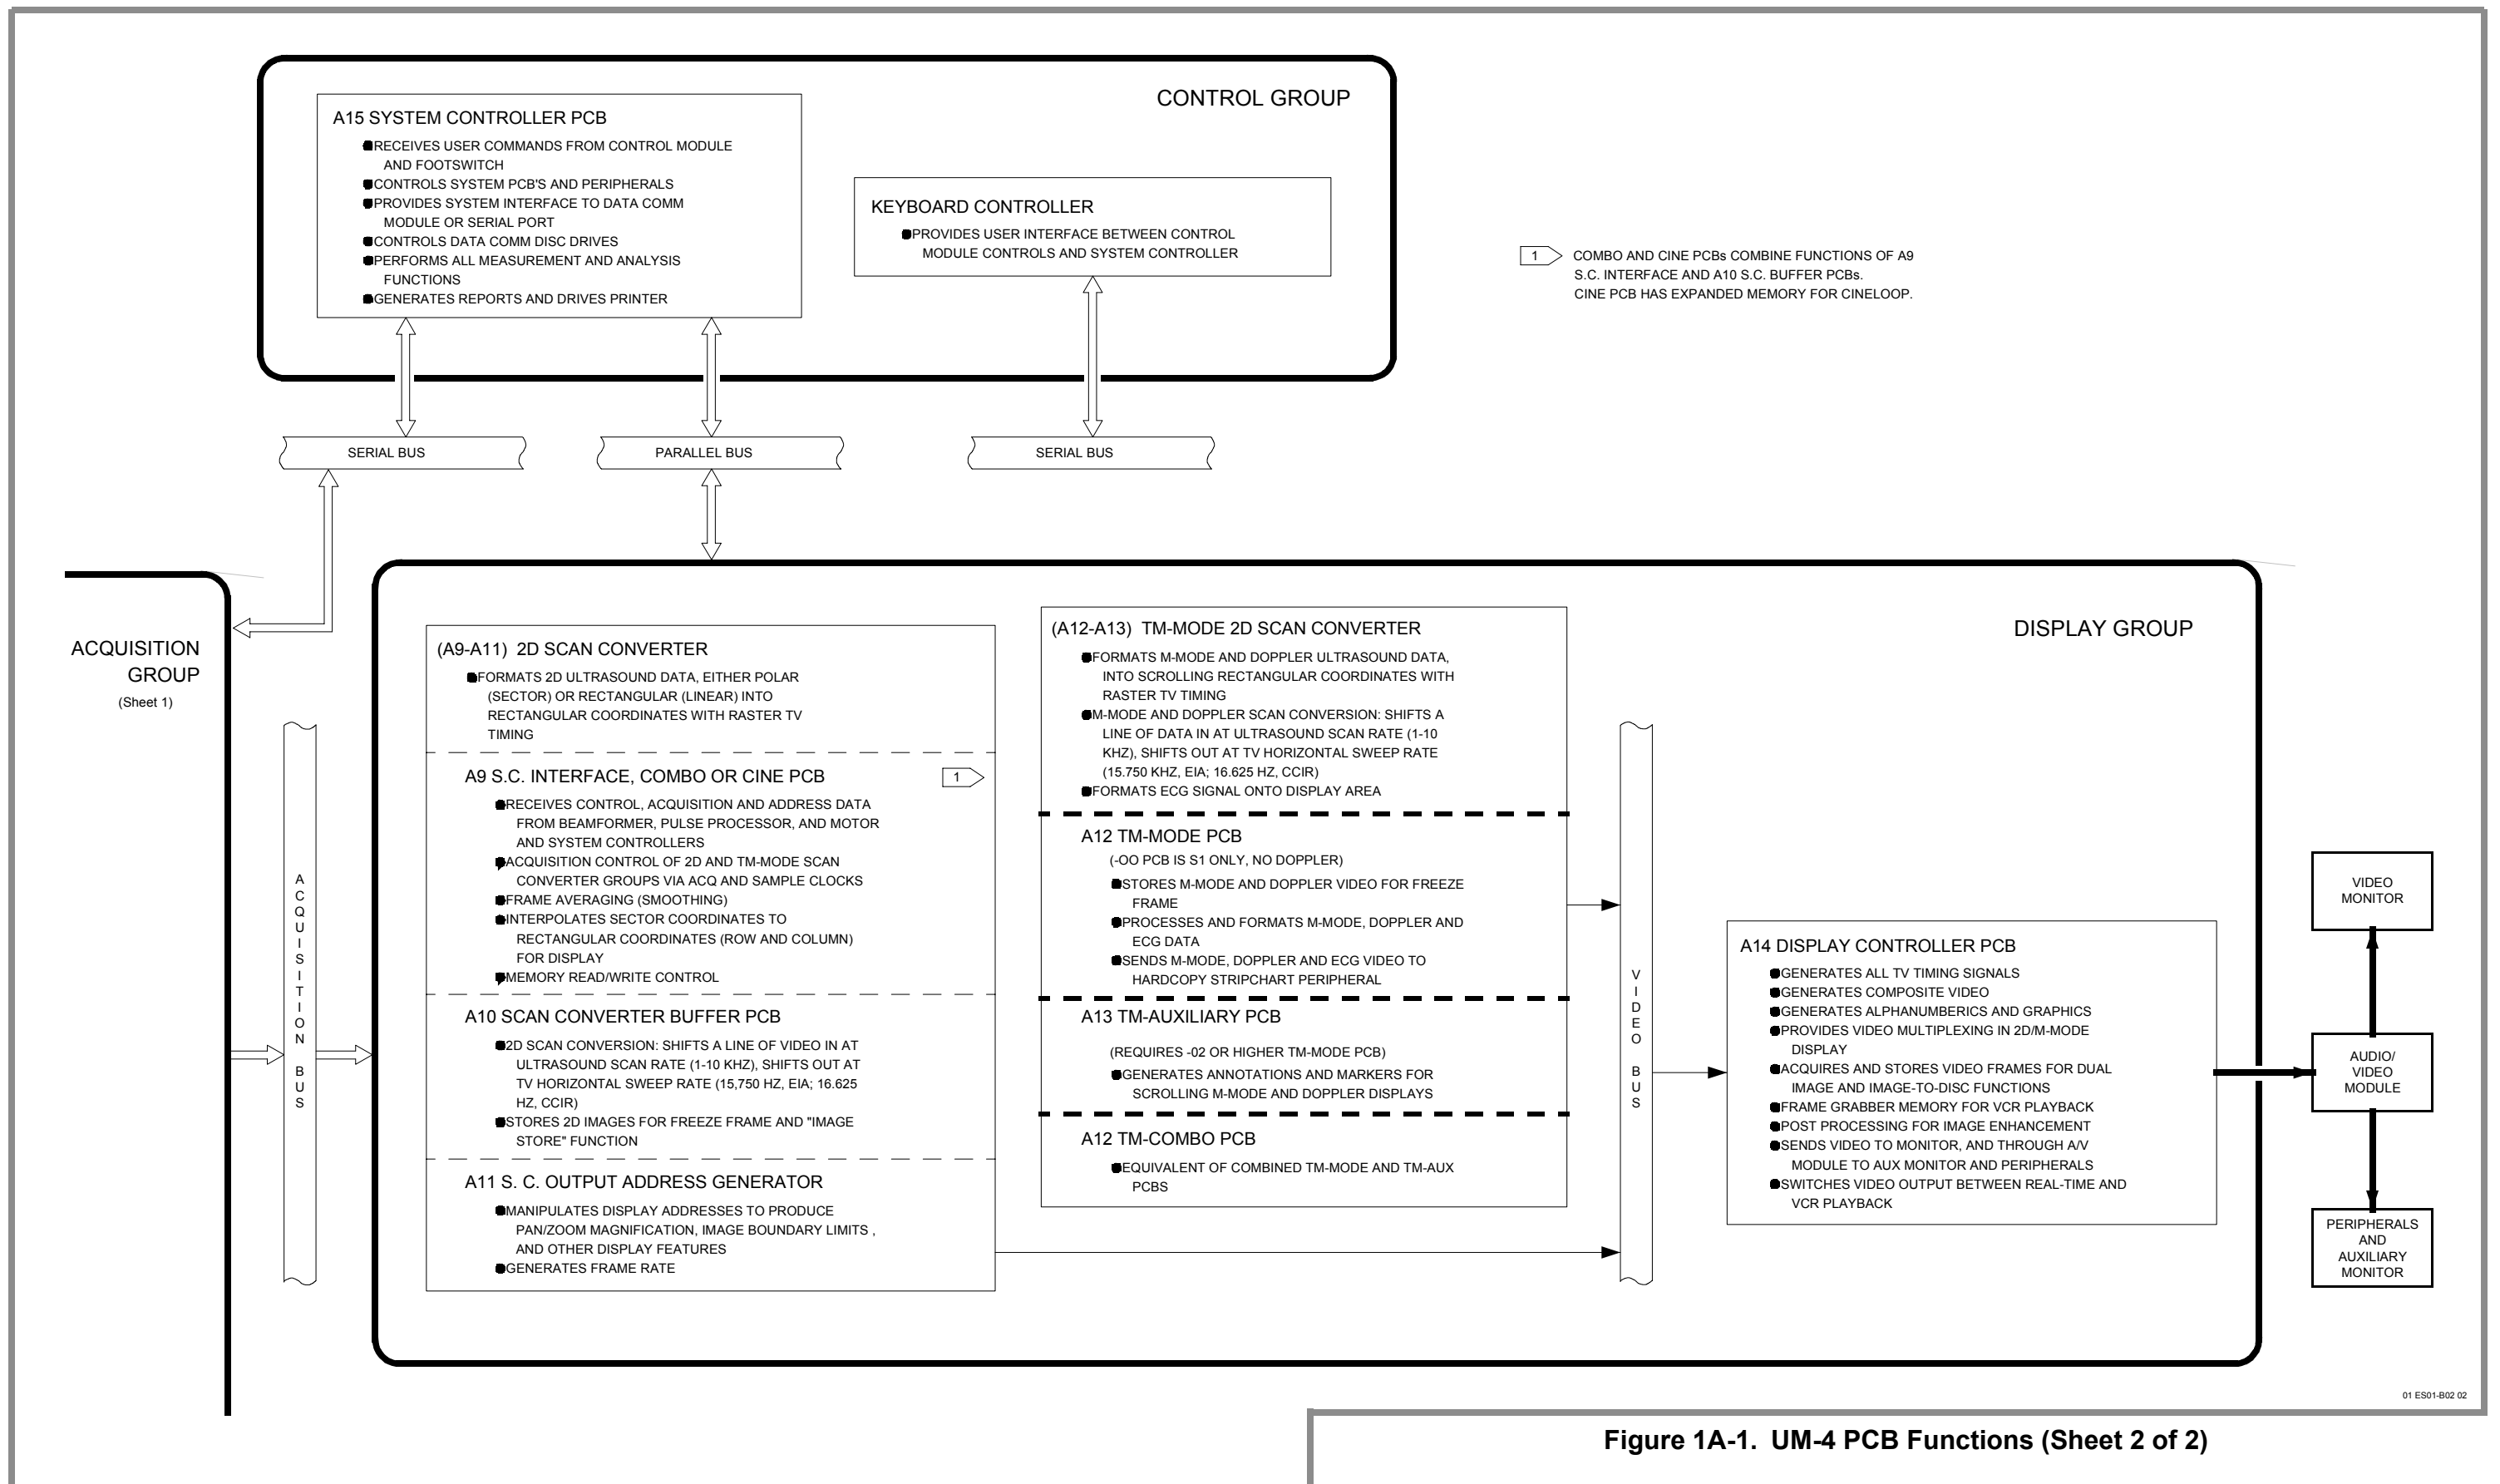 CONTROL GROUP
A15 SYSTEM CONTROLLER PCB
RECEIVES USER COMMANDS FROM CONTROL MODULE
AND FOOTSWITCH
CONTROLS SYSTEM PCB'S AND PERIPHERALS
PROVIDES SYSTEM INTERFACE TO DATA COMM
MODULE OR SERIAL PORT
CONTROLS DATA COMM DISC DRIVES
PERFORMS ALL MEASUREMENT AND ANALYSIS
FUNCTIONS
GENERATES REPORTS AND DRIVES PRINTER
KEYBOARD CONTROLLER
PROVIDES USER INTERFACE BETWEEN CONTROL
MODULE CONTROLS AND SYSTEM CONTROLLER
1 COMBO AND CINE PCBs COMBINE FUNCTIONS OF A9
S.C. INTERFACE AND A10 S.C. BUFFER PCBs.
CINE PCB HAS EXPANDED MEMORY FOR CINELOOP.
SERIAL BUS
PARALLEL BUS
SERIAL BUS
ACQUISITION
GROUP
(Sheet 1)
ACQUISITION BUS
DISPLAY GROUP
(A9-A11) 2D SCAN CONVERTER
FORMATS 2D ULTRASOUND DATA, EITHER POLAR
(SECTOR) OR RECTANGULAR (LINEAR) INTO
RECTANGULAR COORDINATES WITH RASTER TV
TIMING
A9 S.C. INTERFACE, COMBO OR CINE PCB 1
RECEIVES CONTROL, ACQUISITION AND ADDRESS DATA
FROM BEAMFORMER, PULSE PROCESSOR, AND MOTOR
AND SYSTEM CONTROLLERS
ACQUISITION CONTROL OF 2D AND TM-MODE SCAN
CONVERTER GROUPS VIA ACQ AND SAMPLE CLOCKS
FRAME AVERAGING (SMOOTHING)
INTERPOLATES SECTOR COORDINATES TO
RECTANGULAR COORDINATES (ROW AND COLUMN)
FOR DISPLAY
MEMORY READ/WRITE CONTROL
A10 SCAN CONVERTER BUFFER PCB
2D SCAN CONVERSION: SHIFTS A LINE OF VIDEO IN AT
ULTRASOUND SCAN RATE (1-10 KHZ), SHIFTS OUT AT
TV HORIZONTAL SWEEP RATE (15,750 HZ, EIA; 16.625
HZ, CCIR)
STORES 2D IMAGES FOR FREEZE FRAME AND "IMAGE
STORE" FUNCTION
A11 S. C. OUTPUT ADDRESS GENERATOR
MANIPULATES DISPLAY ADDRESSES TO PRODUCE
PAN/ZOOM MAGNIFICATION, IMAGE BOUNDARY LIMITS ,
AND OTHER DISPLAY FEATURES
GENERATES FRAME RATE
(A12-A13) TM-MODE 2D SCAN CONVERTER
FORMATS M-MODE AND DOPPLER ULTRASOUND DATA,
INTO SCROLLING RECTANGULAR COORDINATES WITH
RASTER TV TIMING
M-MODE AND DOPPLER SCAN CONVERSION: SHIFTS A
LINE OF DATA IN AT ULTRASOUND SCAN RATE (1-10
KHZ), SHIFTS OUT AT TV HORIZONTAL SWEEP RATE
(15.750 KHZ, EIA; 16.625 HZ, CCIR)
FORMATS ECG SIGNAL ONTO DISPLAY AREA
A12 TM-MODE PCB
(-OO PCB IS S1 ONLY, NO DOPPLER)
STORES M-MODE AND DOPPLER VIDEO FOR FREEZE
FRAME
PROCESSES AND FORMATS M-MODE, DOPPLER AND
ECG DATA
SENDS M-MODE, DOPPLER AND ECG VIDEO TO
HARDCOPY STRIPCHART PERIPHERAL
A13 TM-AUXILIARY PCB
(REQUIRES -02 OR HIGHER TM-MODE PCB)
GENERATES ANNOTATIONS AND MARKERS FOR
SCROLLING M-MODE AND DOPPLER DISPLAYS
A12 TM-COMBO PCB
EQUIVALENT OF COMBINED TM-MODE AND TM-AUX
PCBS
VIDEO BUS
A14 DISPLAY CONTROLLER PCB
GENERATES ALL TV TIMING SIGNALS
GENERATES COMPOSITE VIDEO
GENERATES ALPHANUMBERICS AND GRAPHICS
PROVIDES VIDEO MULTIPLEXING IN 2D/M-MODE
DISPLAY
ACQUIRES AND STORES VIDEO FRAMES FOR DUAL
IMAGE AND IMAGE-TO-DISC FUNCTIONS
FRAME GRABBER MEMORY FOR VCR PLAYBACK
POST PROCESSING FOR IMAGE ENHANCEMENT
SENDS VIDEO TO MONITOR, AND THROUGH A/V
MODULE TO AUX MONITOR AND PERIPHERALS
SWITCHES VIDEO OUTPUT BETWEEN REAL-TIME AND
VCR PLAYBACK
VIDEO
MONITOR
AUDIO/
VIDEO
MODULE
PERIPHERALS
AND
AUXILIARY
MONITOR
01 ES01-B02 02
Figure 1A-1. UM-4 PCB Functions (Sheet 2 of 2)